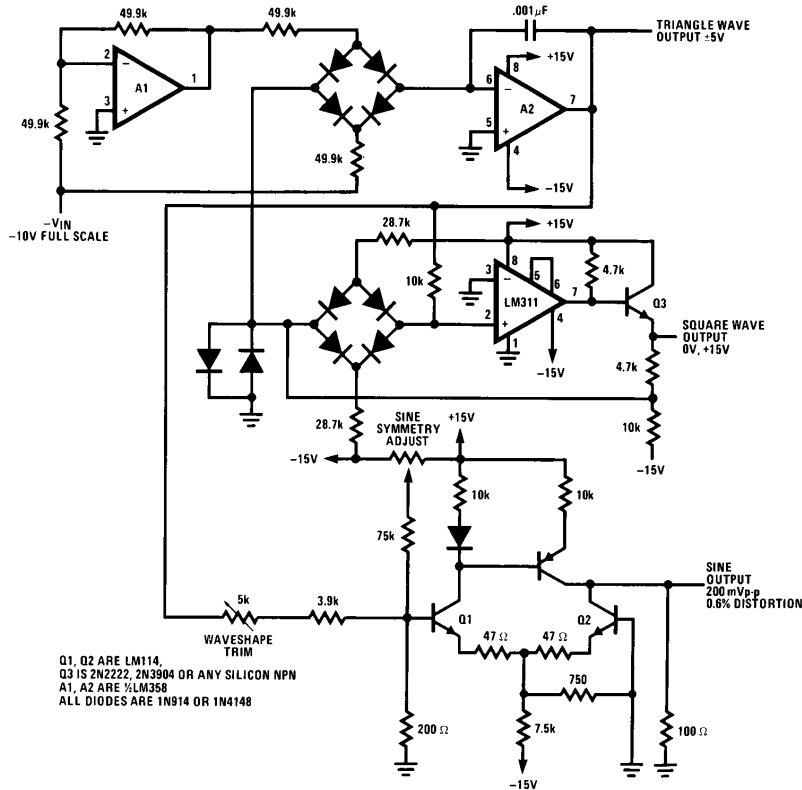 49.9k
49.9k
.001µF
TRIANGLE WAVE
OUTPUT ±5V
+15V
8
2
−
A1
1
3
+
6
−
A2
7
49.9k
5
+
4
49.9k
−15V
−VIN
−10V FULL SCALE
28.7k
+15V
8
5
6
4.7k
10k
3
−
LM311
7
Q3
2
+
4
1
−15V
SQUARE WAVE
OUTPUT
0V, +15V
4.7k
28.7k
SINE
SYMMETRY
ADJUST
+15V
10k
−15V
−15V
10k
10k
75k
SINE
OUTPUT
200 mVp-p
0.6% DISTORTION
5k
3.9k
Q1
Q2
WAVESHAPE
TRIM
47 Ω
47 Ω
Q1, Q2 ARE LM114,
Q3 IS 2N2222, 2N3904 OR ANY SILICON NPN
A1, A2 ARE ½LM358
ALL DIODES ARE 1N914 OR 1N4148
750
200 Ω
7.5k
100 Ω
−15V